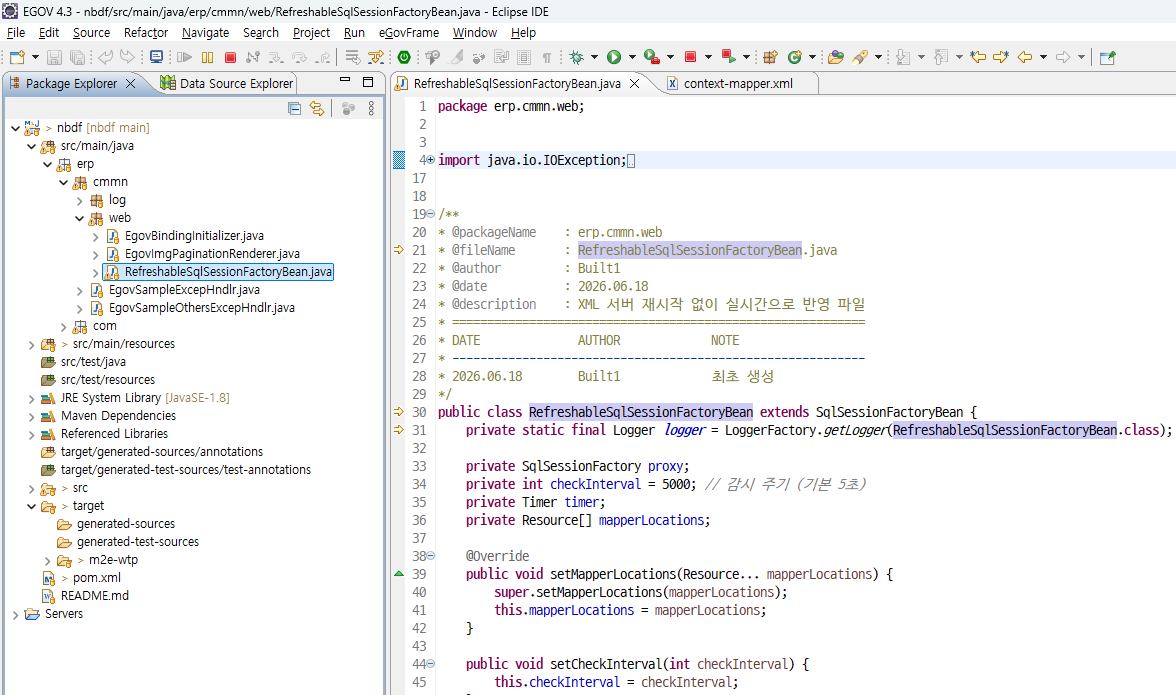 EGOV 4.3 - nbdf/src/main/java/erp/cmmn/web/RefreshableSqlSessionFactoryBean.java - Eclipse IDE
File Edit Source Refactor Navigate Search Project Run eGovFrame Window Help
Package Explorer
Data Source Explorer
nbdf [nbdf main]
src/main/java
erp
cmmn
log
web
EgovBindingInitializer.java
EgovImgPaginationRenderer.java
RefreshableSqlSessionFactoryBean.java
EgovSampleExcepHndlr.java
EgovSampleOthersExcepHndlr.java
com
src/main/resources
src/test/java
src/test/resources
JRE System Library [JavaSE-1.8]
Maven Dependencies
Referenced Libraries
target/generated-sources/annotations
target/generated-test-sources/test-annotations
src
target
generated-sources
generated-test-sources
m2e-wtp
pom.xml
README.md
Servers
RefreshableSqlSessionFactoryBean.java
context-mapper.xml
1 package erp.cmmn.web;
2
3
4 import java.io.IOException;
17
18
19 /**
20 * @packageName : erp.cmmn.web
21 * @fileName : RefreshableSqlSessionFactoryBean.java
22 * @author : Built1
23 * @date : 2026.06.18
24 * @description : XML 서버 재시작 없이 실시간으로 반영 파일
25 * ===========================================================
26 * DATE AUTHOR NOTE
27 * -----------------------------------------------------------
28 * 2026.06.18 Built1 최초 생성
29 */
30 public class RefreshableSqlSessionFactoryBean extends SqlSessionFactoryBean {
31 private static final Logger logger = LoggerFactory.getLogger(RefreshableSqlSessionFactoryBean.class);
32
33 private SqlSessionFactory proxy;
34 private int checkInterval = 5000; // 감시 주기 (기본 5초)
35 private Timer timer;
36 private Resource[] mapperLocations;
37
38 @Override
39 public void setMapperLocations(Resource... mapperLocations) {
40 super.setMapperLocations(mapperLocations);
41 this.mapperLocations = mapperLocations;
42 }
43
44 public void setCheckInterval(int checkInterval) {
45 this.checkInterval = checkInterval;